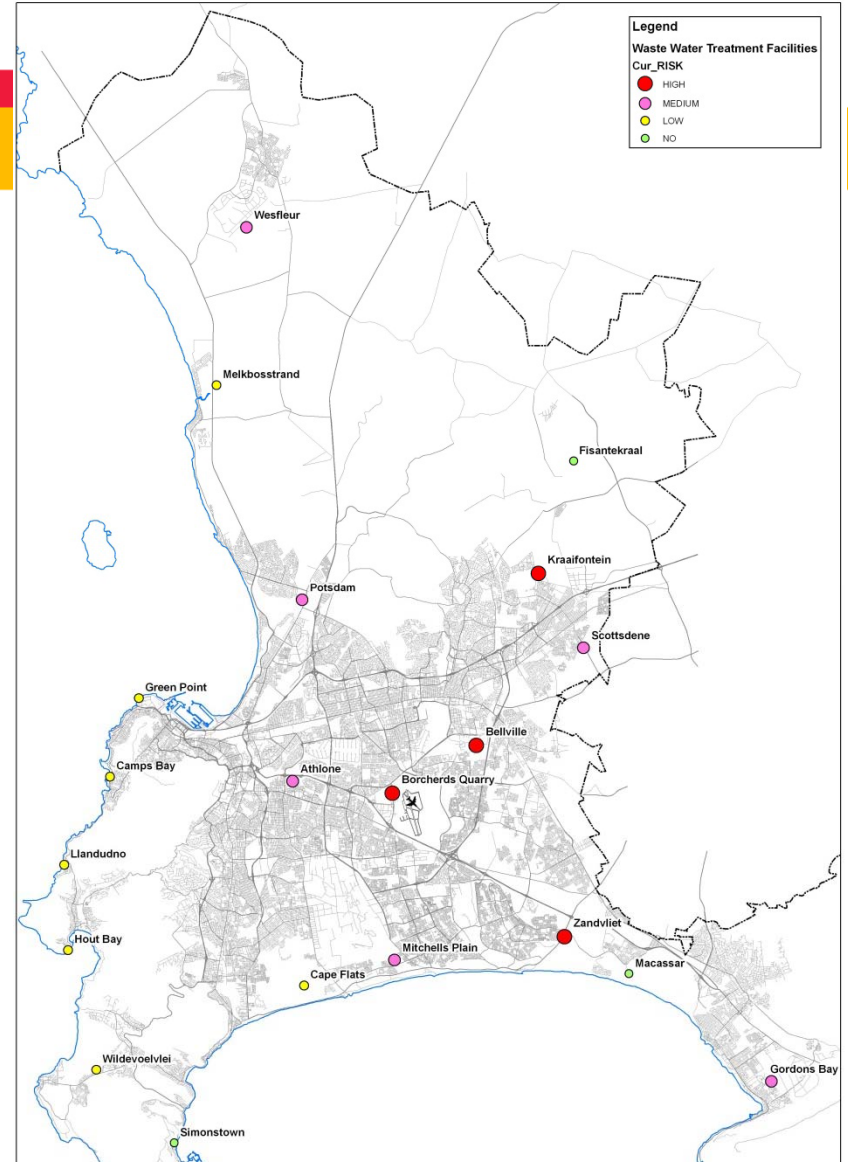 Legend
Waste Water Treatment Facilities
Cur_RISK
HIGH
MEDIUM
LOW
NO
Wesfleur
Melkbosstrand
Fisantekraal
Kraaifontein
Potsdam
Scottsdene
Green Point
Bellville
Camps Bay
Athlone
Borcherds Quarry
Llandudno
Zandvliet
Hout Bay
Mitchells Plain
Macassar
Cape Flats
Wildevoelvlei
Gordons Bay
Simonstown